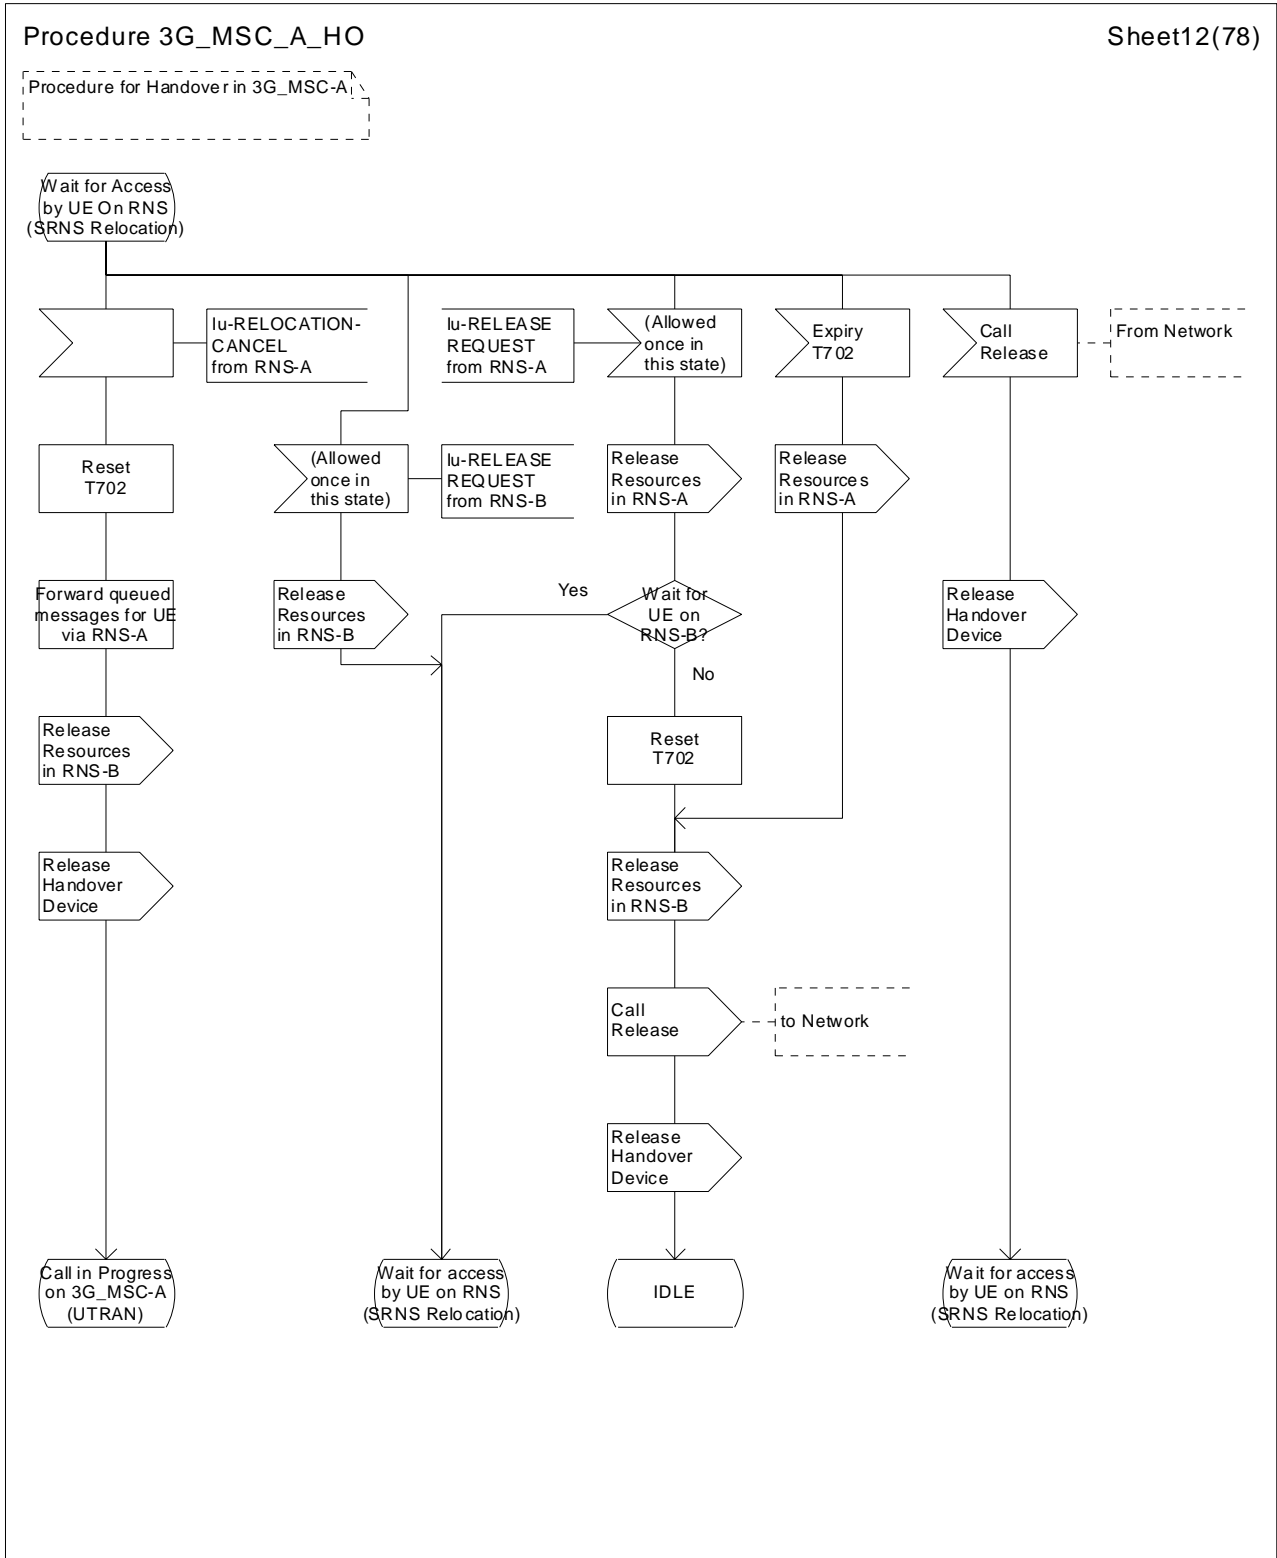 Procedure 3G_MSC_A_HO
Sheet12(78)
Procedure for Handover in 3G_MSC-A
Wait for Access
by UE On RNS
(SRNS Relocation)
Iu-RELOCATION-
CANCEL
from RNS-A
Iu-RELEASE
REQUEST
from RNS-A
(Allowed
once in
this state)
Expiry
T702
Call
Release
From Network
Reset
T702
(Allowed
once in
this state)
Iu-RELEASE
REQUEST
from RNS-B
Release
Resources
in RNS-A
Release
Resources
in RNS-A
Forward queued
messages for UE
via RNS-A
Release
Resources
in RNS-B
Yes
Wait for
UE on
RNS-B?
No
Release
Handover
Device
Release
Resources
in RNS-B
Reset
T702
Release
Handover
Device
Release
Resources
in RNS-B
Call
Release
to Network
Release
Handover
Device
Call in Progress
on 3G_MSC-A
(UTRAN)
Wait for access
by UE on RNS
(SRNS Relocation)
IDLE
Wait for access
by UE on RNS
(SRNS Relocation)